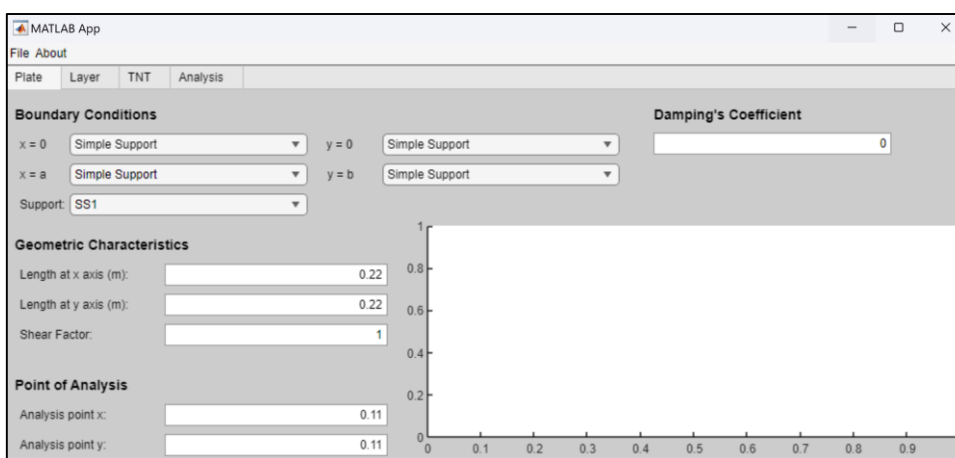 MATLAB App
File About
Plate Layer TNT Analysis
Boundary Conditions
Damping's Coefficient
x = 0 Simple Support y = 0 Simple Support 0
x = a Simple Support y = b Simple Support
Support: SS1
Geometric Characteristics
Length at x axis (m): 0.22
Length at y axis (m): 0.22
Shear Factor: 1
Point of Analysis
Analysis point x: 0.11
Analysis point y: 0.11
1
0.8
0.6
0.4
0.2
0
0 0.1 0.2 0.3 0.4 0.5 0.6 0.7 0.8 0.9